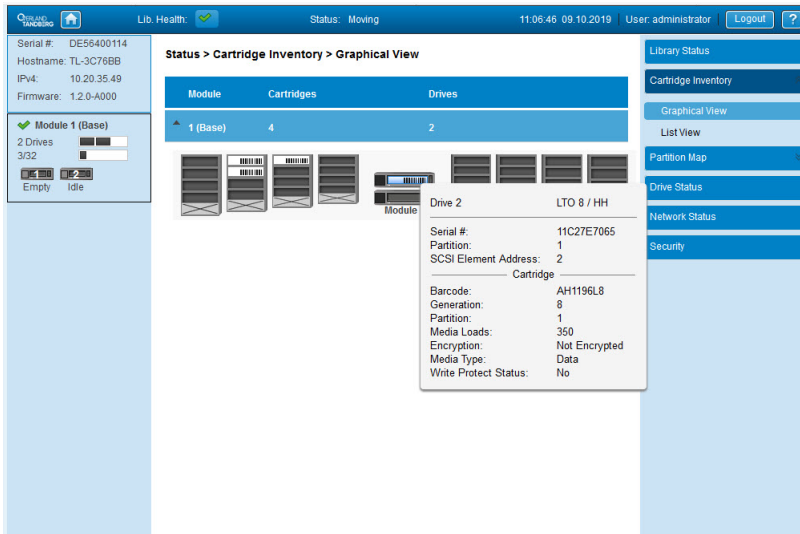 OVERLAND TANDBERG
Lib. Health:
Status: Moving
11:06:46 09.10.2019
User: administrator
Logout
?
Serial #: DE56400114
Hostname: TL-3C76BB
IPv4: 10.20.35.49
Firmware: 1.2.0-A000
Module 1 (Base)
2 Drives
3/32
1 2
Empty Idle
Status > Cartridge Inventory > Graphical View
Module Cartridges Drives
1 (Base) 4 2
Module
Drive 2 LTO 8 / HH
Serial #: 11C27E7065
Partition: 1
SCSI Element Address: 2
Cartridge
Barcode: AH1196L8
Generation: 8
Partition: 1
Media Loads: 350
Encryption: Not Encrypted
Media Type: Data
Write Protect Status: No
Library Status
Cartridge Inventory
Graphical View
List View
Partition Map
Drive Status
Network Status
Security